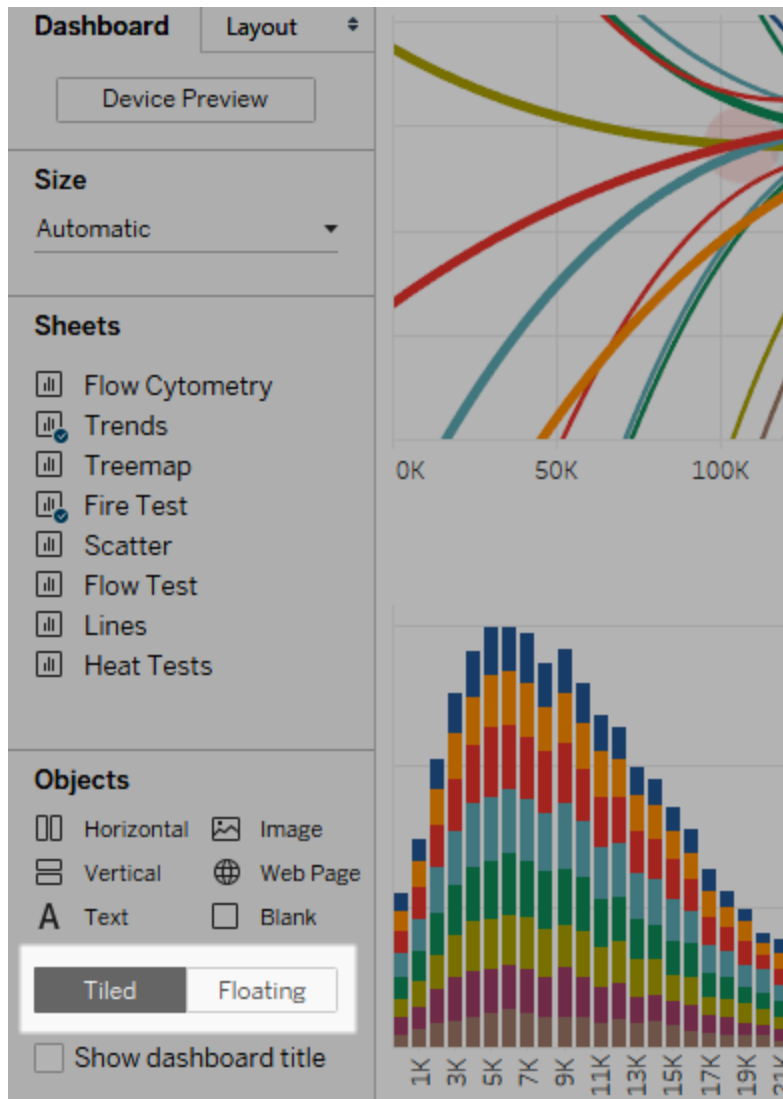 Dashboard
Layout
Device Preview
Size
Automatic
Sheets
Flow Cytometry
Trends
Treemap
Fire Test
Scatter
Flow Test
Lines
Heat Tests
Objects
Horizontal Image
Vertical Web Page
A Text Blank
Tiled Floating
Show dashboard title
0K 50K 100K
1K 3K 5K 7K 9K 11K 13K 15K 17K 19K 21K